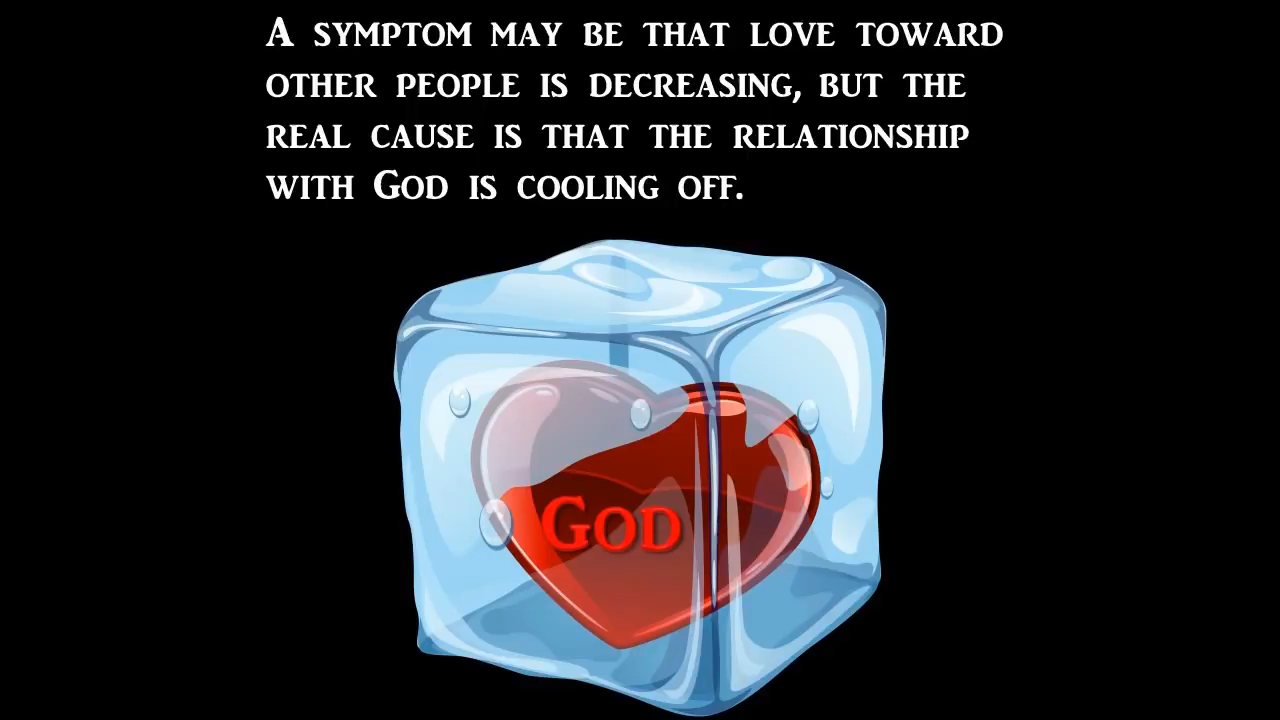 A symptom may be that love toward
other people is decreasing, but the
real cause is that the relationship
with God is cooling off.
God